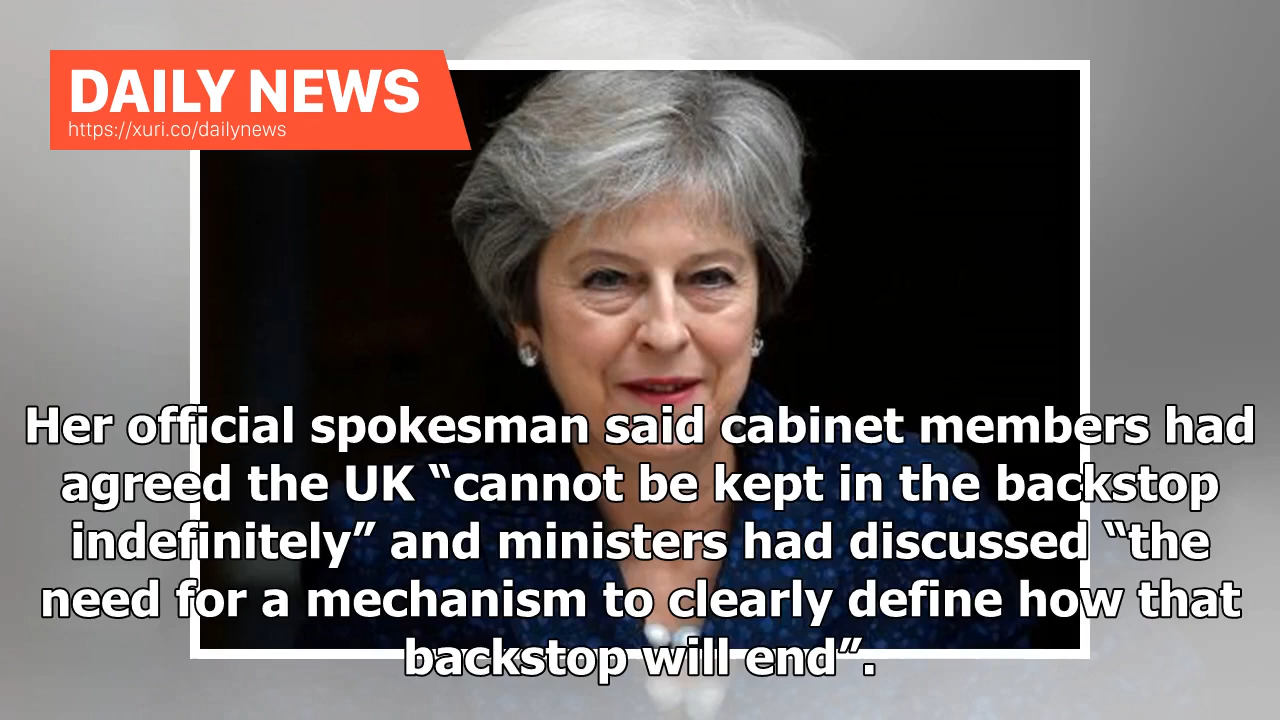 DAILY NEWS
https://xuri.co/dailynews
Her official spokesman said cabinet members had
agreed the UK “cannot be kept in the backstop
indefinitely” and ministers had discussed “the
need for a mechanism to clearly define how that
backstop will end”.